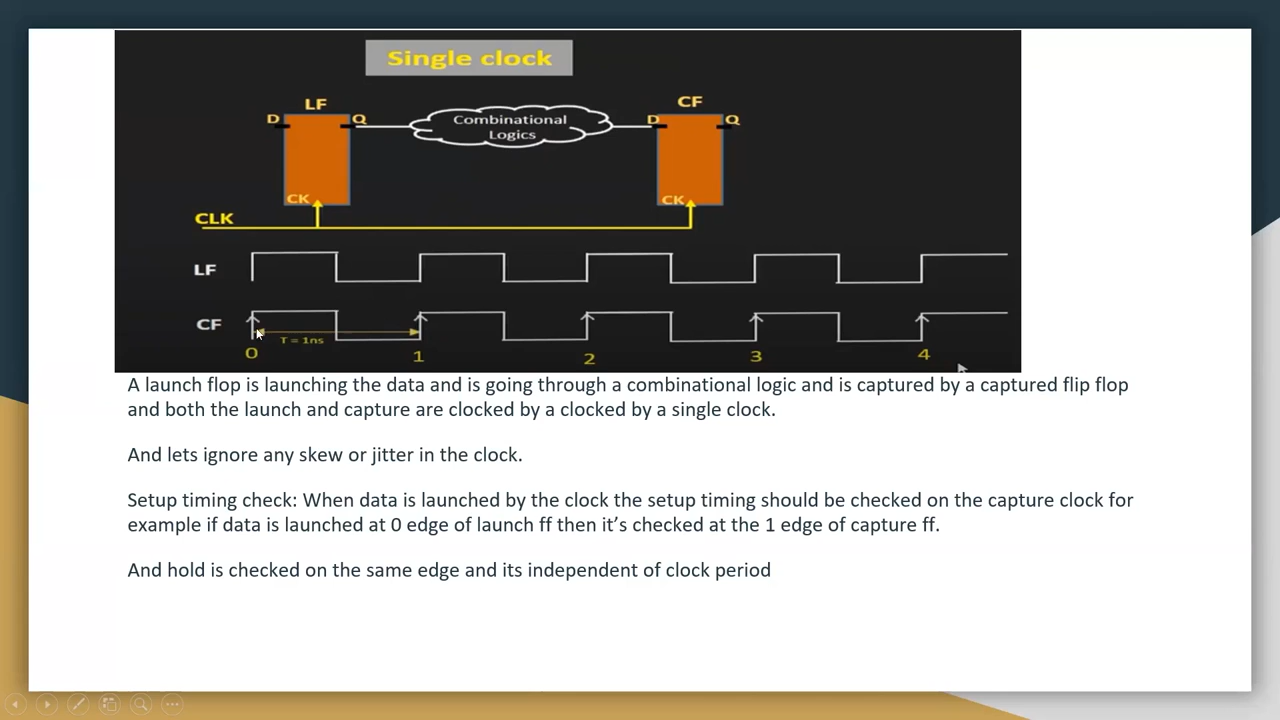 Single clock
LF
CF
D
Q
Combinational
Logics
D
Q
CK
CK
CLK
LF
CF
T = 1ns
0
1
2
3
4
A launch flop is launching the data and is going through a combinational logic and is captured by a captured flip flop
and both the launch and capture are clocked by a clocked by a single clock.
And lets ignore any skew or jitter in the clock.
Setup timing check: When data is launched by the clock the setup timing should be checked on the capture clock for
example if data is launched at 0 edge of launch ff then it’s checked at the 1 edge of capture ff.
And hold is checked on the same edge and its independent of clock period